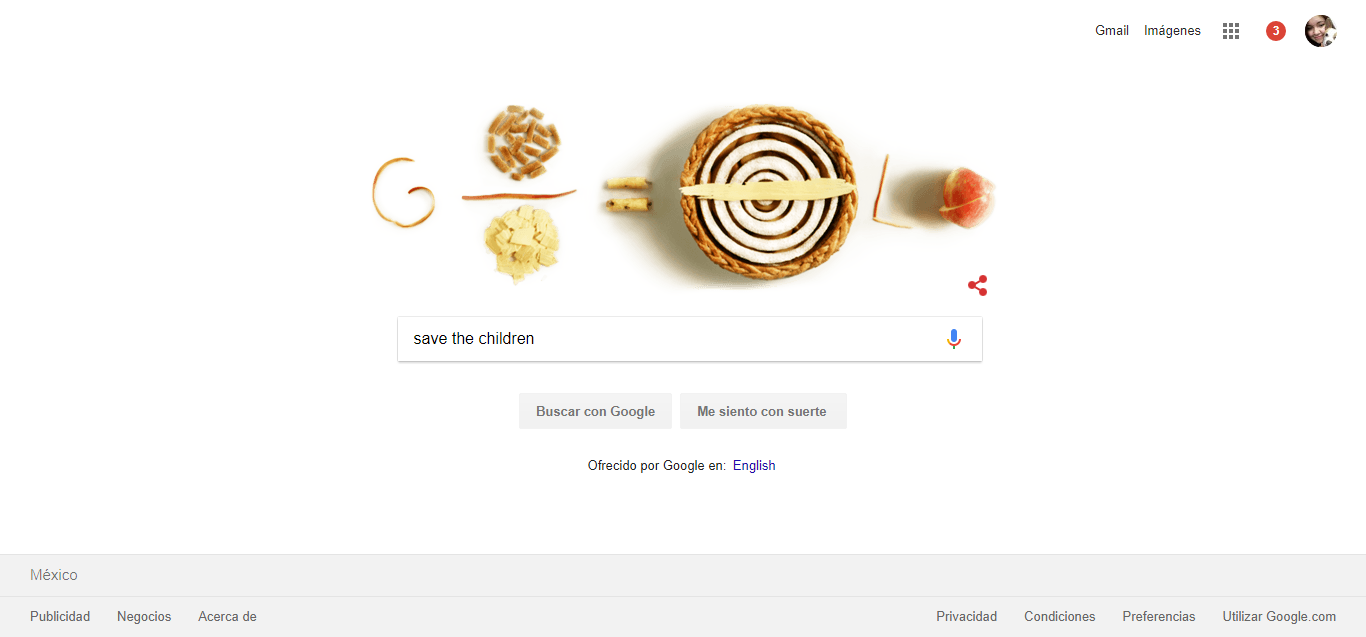 Gmail Imágenes 3
save the children
Buscar con Google Me siento con suerte
Ofrecido por Google en: English
México
Publicidad Negocios Acerca de Privacidad Condiciones Preferencias Utilizar Google.com